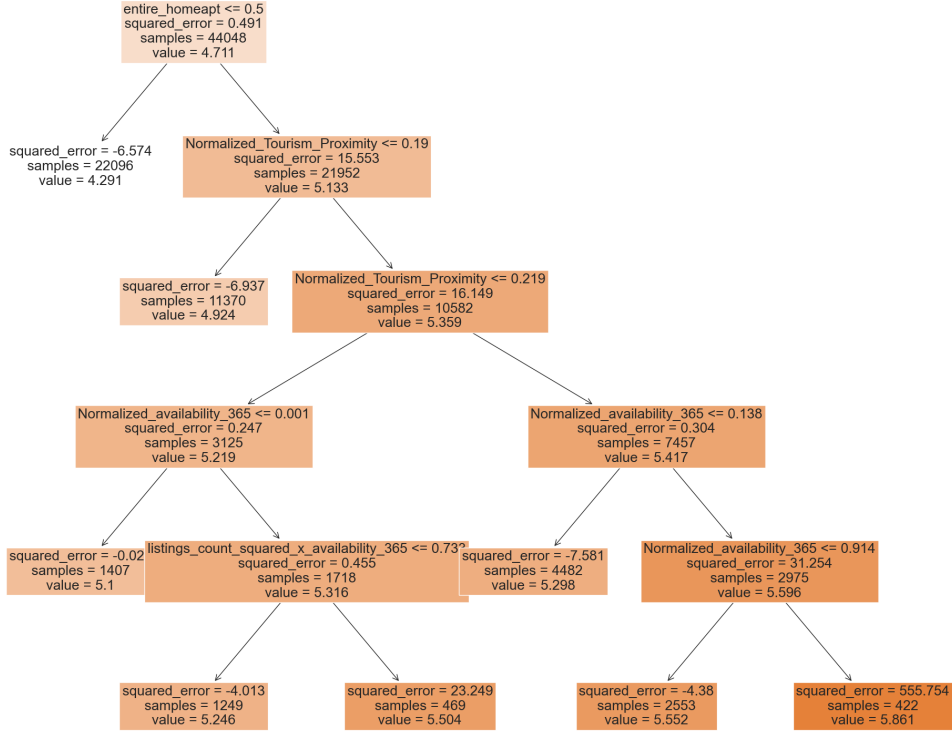 entire_homeapt <= 0.5
squared_error = 0.491
samples = 44048
value = 4.711
squared_error = -6.574
samples = 22096
value = 4.291
Normalized_Tourism_Proximity <= 0.19
squared_error = 15.553
samples = 21952
value = 5.133
squared_error = -6.937
samples = 11370
value = 4.924
Normalized_Tourism_Proximity <= 0.219
squared_error = 16.149
samples = 10582
value = 5.359
Normalized_availability_365 <= 0.001
squared_error = 0.247
samples = 3125
value = 5.219
Normalized_availability_365 <= 0.138
squared_error = 0.304
samples = 7457
value = 5.417
squared_error = -0.02
samples = 1407
value = 5.1
listings_count_squared_x_availability_365 <=
squared_error = 0.455
samples = 1718
value = 5.316
squared_error = -7.581
samples = 4482
value = 5.298
Normalized_availability_365 <= 0.914
squared_error = 31.254
samples = 2975
value = 5.596
squared_error = -4.013
samples = 1249
value = 5.246
squared_error = 23.249
samples = 469
value = 5.504
squared_error = -4.38
samples = 2553
value = 5.552
squared_error = 555.754
samples = 422
value = 5.861